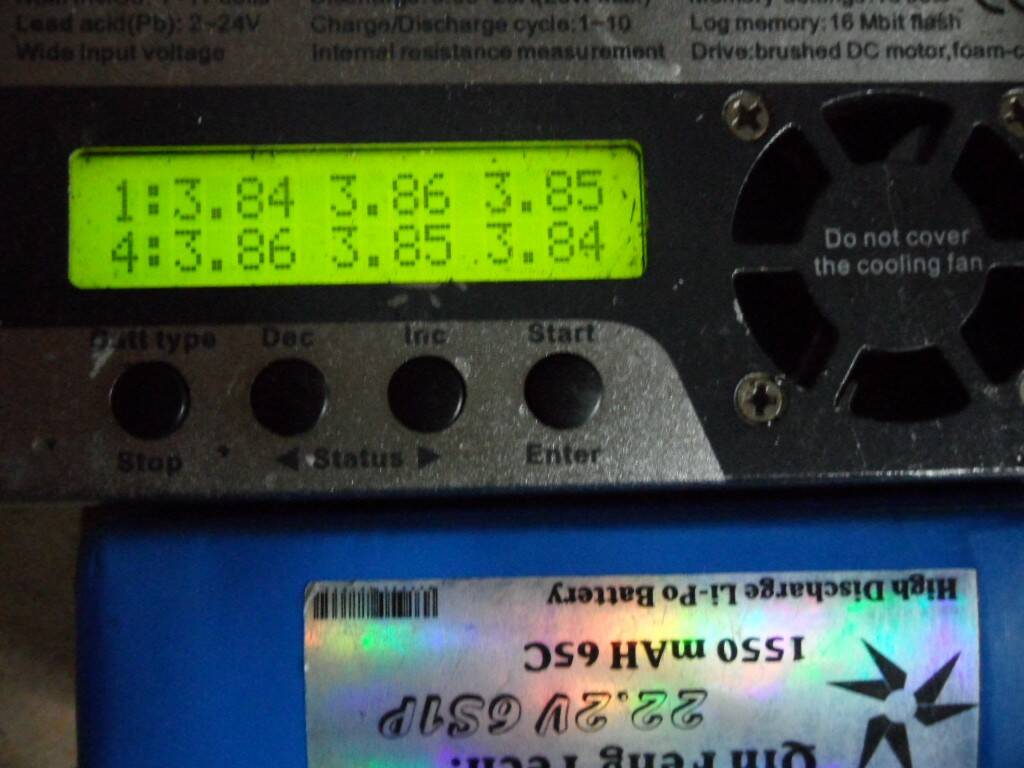 Lead acid(Pb): 2~24V
Wide input voltage
Charge/Discharge cycle:1~10
Internal resistance measurement
Log memory:16 Mbit flash
Drive:brushed DC motor,foam-c
1:3.84 3.86 3.85
4:3.86 3.85 3.84
Do not cover
the cooling fan
Batt type Dec Inc Start
Stop ◀ Status ▶ Enter
High Discharge Li-Po Battery
1550 mAH 65C
22.2V 6S1P